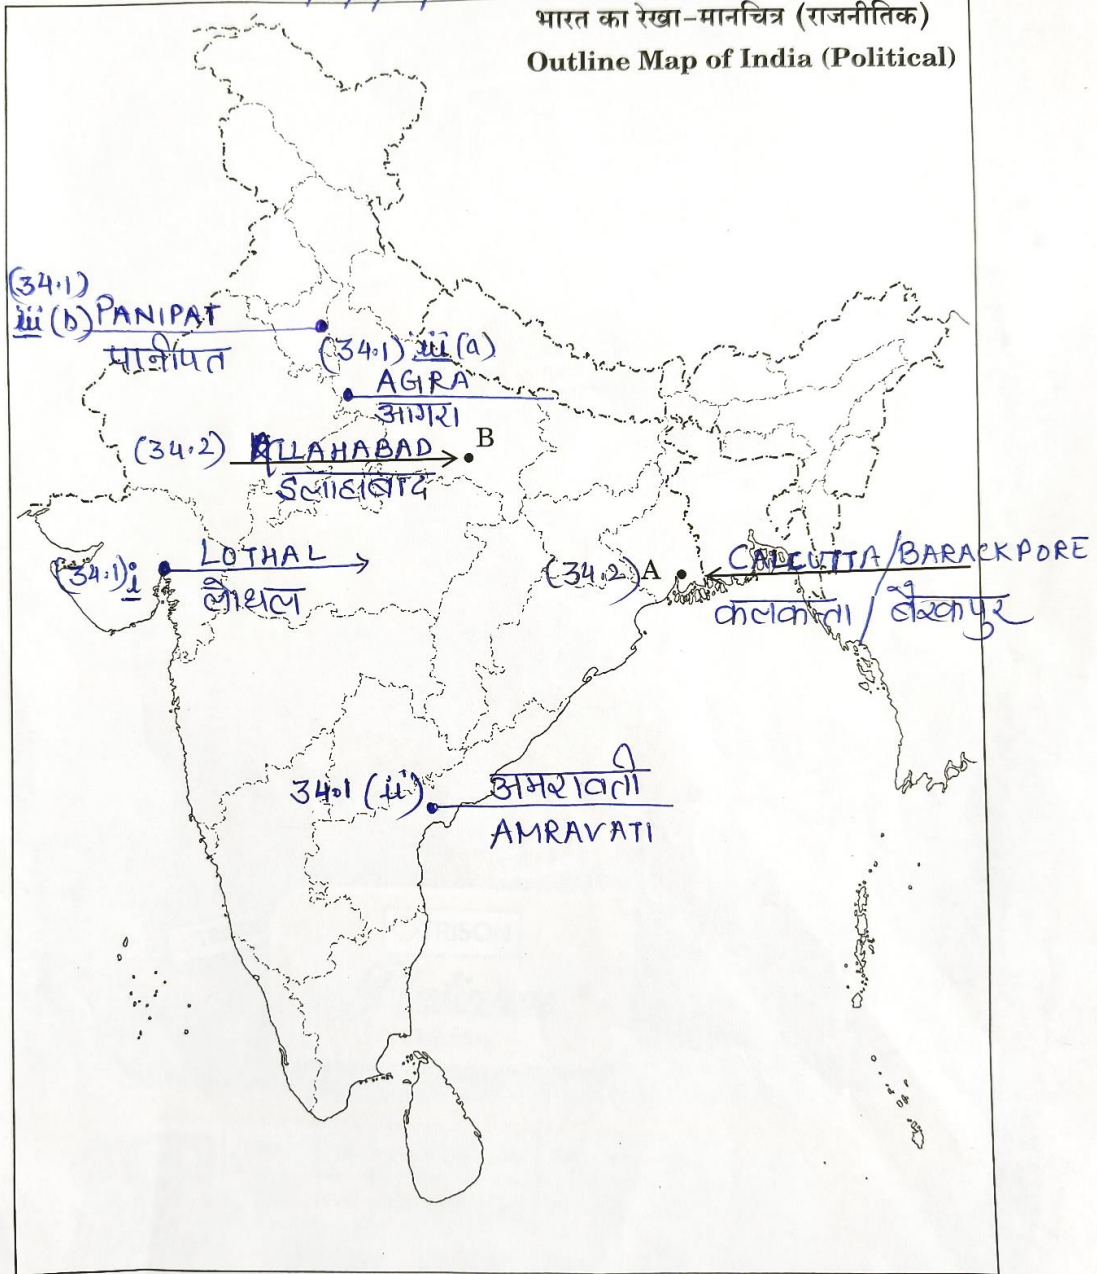 भारत का रेखा-मानचित्र (राजनीतिक)
Outline Map of India (Political)
(34.1)
iii (b) PANIPAT
पानीपत
(34.1) iii (a)
AGRA
आगरा
B
(34.2) ALLAHABAD
इलाहाबाद
(34.1) i LOTHAL
लोथल
(34.2) A CALCUTTA/BARACKPORE
कलकत्ता / बैरकपुर
34.1 (ii) अमरावती
AMRAVATI